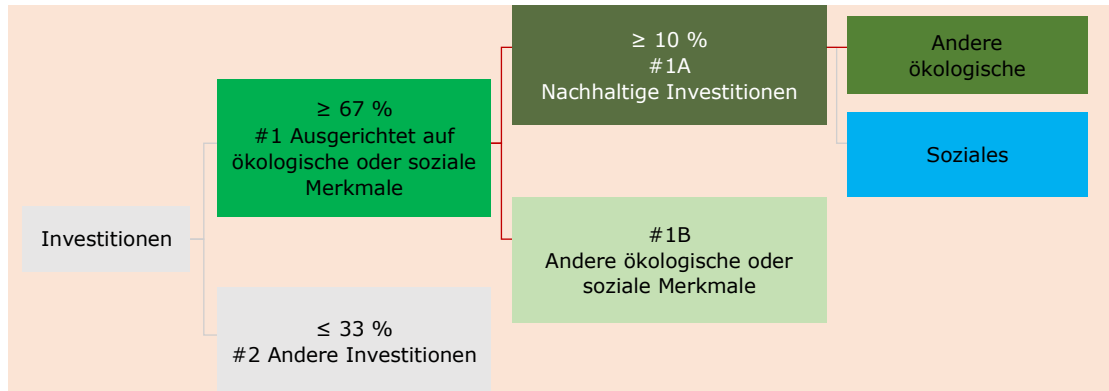 Investitionen
≥ 67 %
#1 Ausgerichtet auf
ökologische oder soziale
Merkmale
≤ 33 %
#2 Andere Investitionen
≥ 10 %
#1A
Nachhaltige Investitionen
#1B
Andere ökologische oder
soziale Merkmale
Andere
ökologische
Soziales